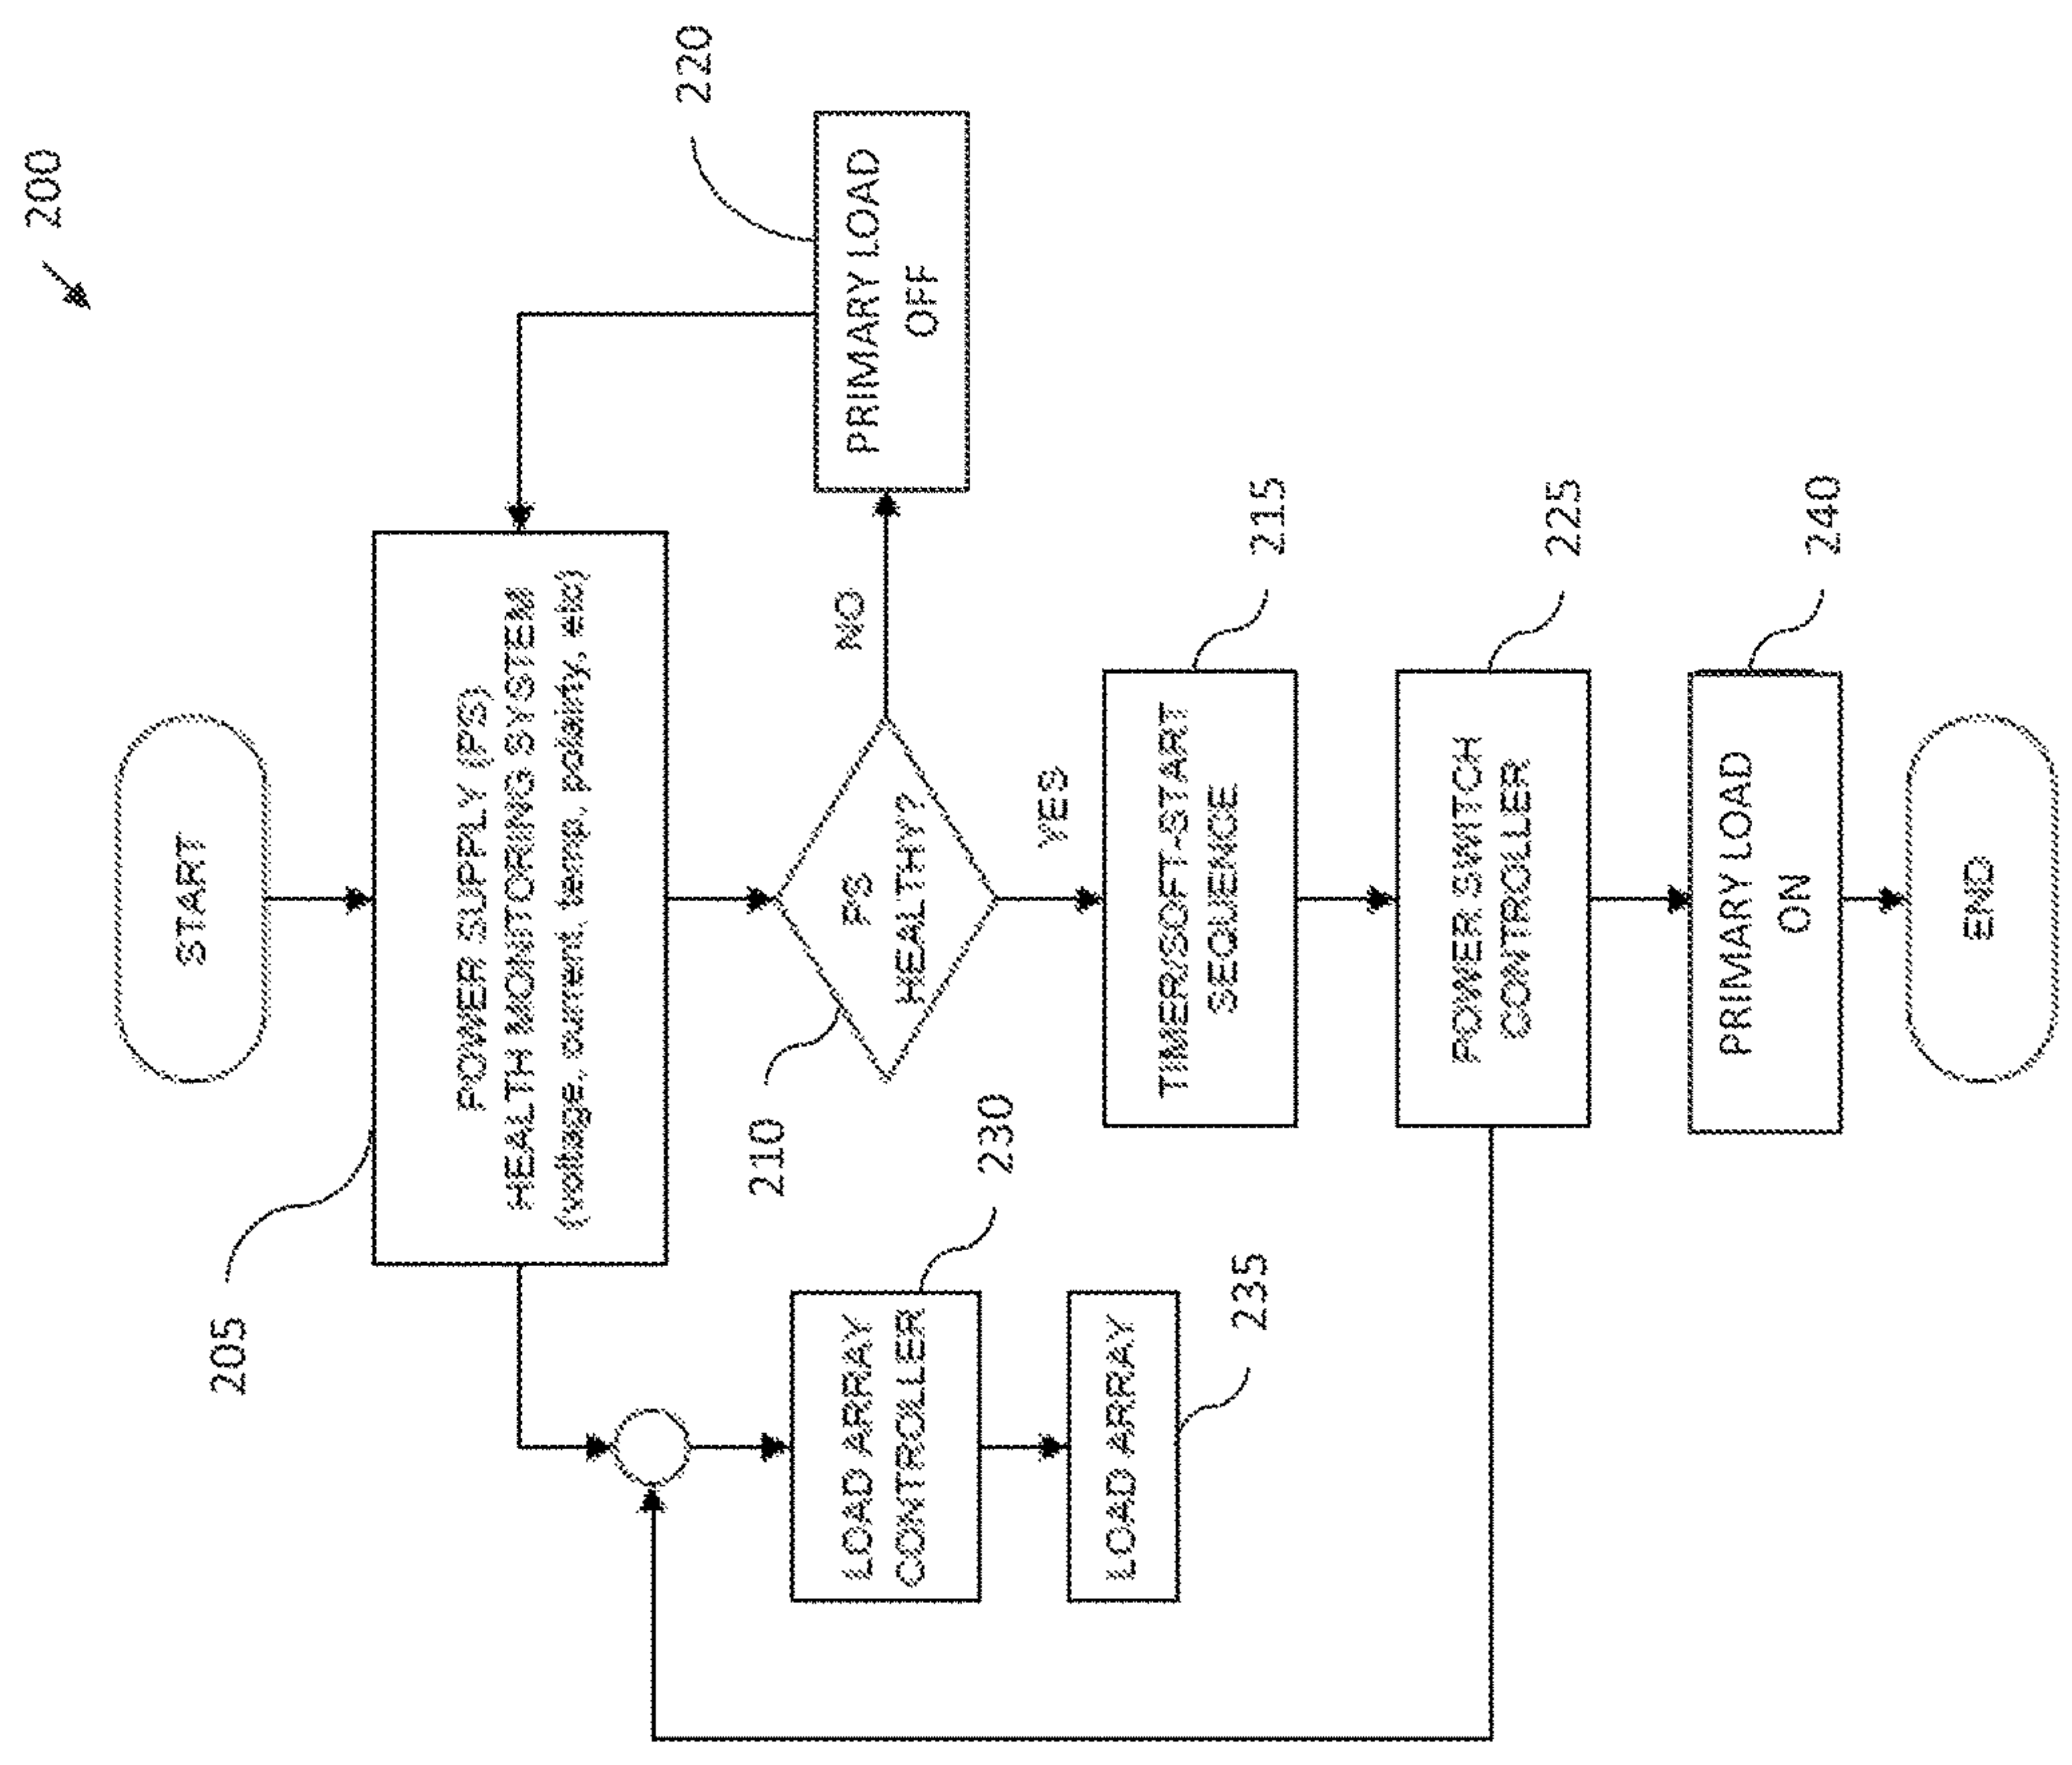 200
START
205
POWER SUPPLY (PS)
HEALTH MONITORING SYSTEM
(voltage, current, temp, polairty, etc)
210
PS
HEALTHY?
NO
220
PRIMARY LOAD
OFF
YES
230
LOAD ARRAY
CONTROLLER
235
LOAD ARRAY
215
TIMER/SOFT-START
SEQUENCE
225
POWER SWITCH
CONTROLLER
240
PRIMARY LOAD
ON
END